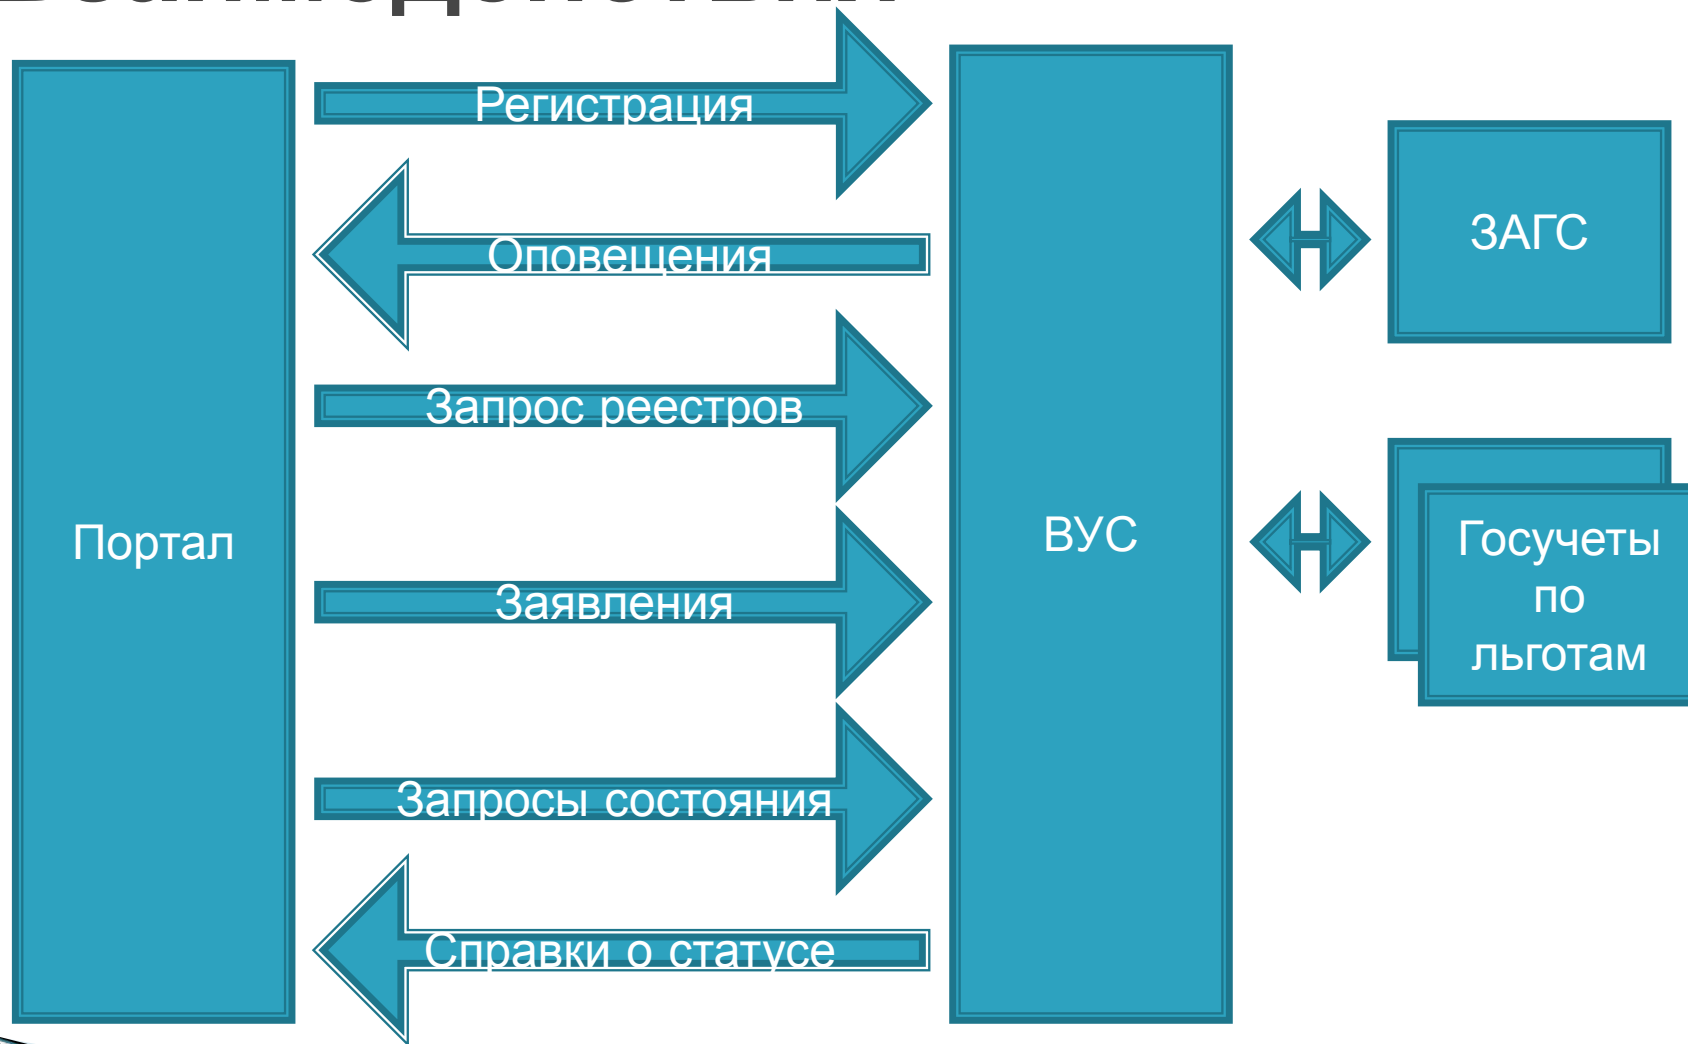 Регистрация
Оповещения
Запрос реестров
Заявления
Запросы состояния
Справки о статусе
Портал
ВУС
ЗАГС
Госучеты
по
льготам